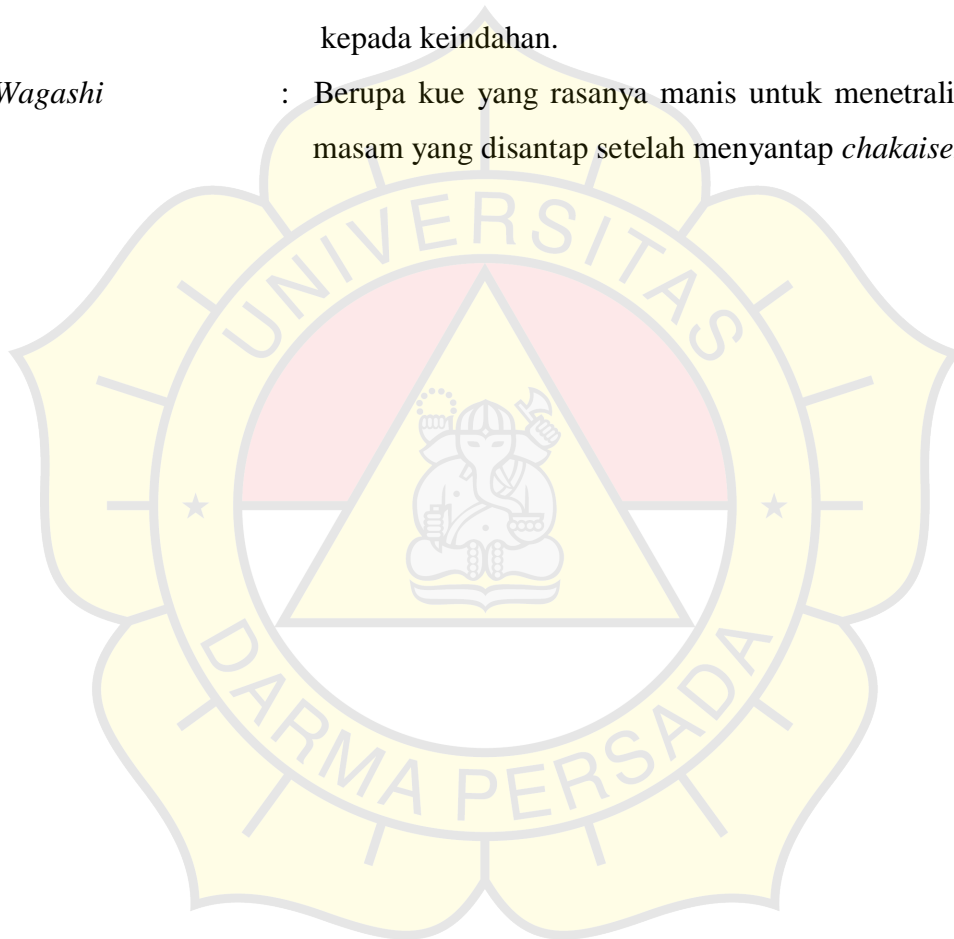 kepada keindahan.
Wagashi : Berupa kue yang rasanya manis untuk menetrali
masam yang disantap setelah menyantap chakaise
UNIVERSITAS
DARMA PERSADA